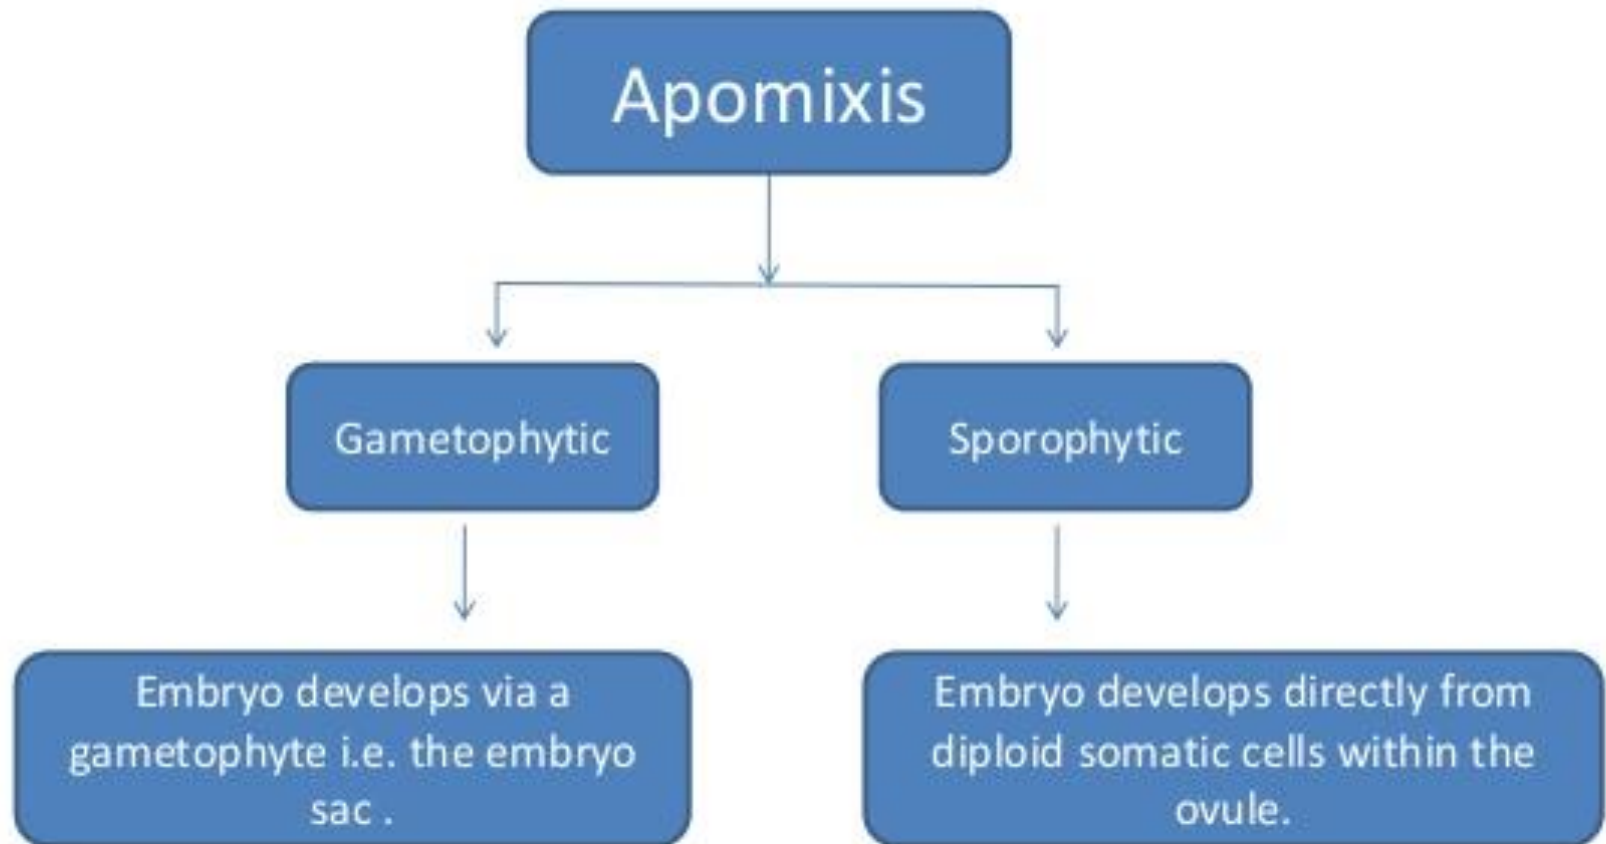 Apomixis
Gametophytic
Sporophytic
Embryo develops via a
gametophyte i.e. the embryo
sac .
Embryo develops directly from
diploid somatic cells within the
ovule.